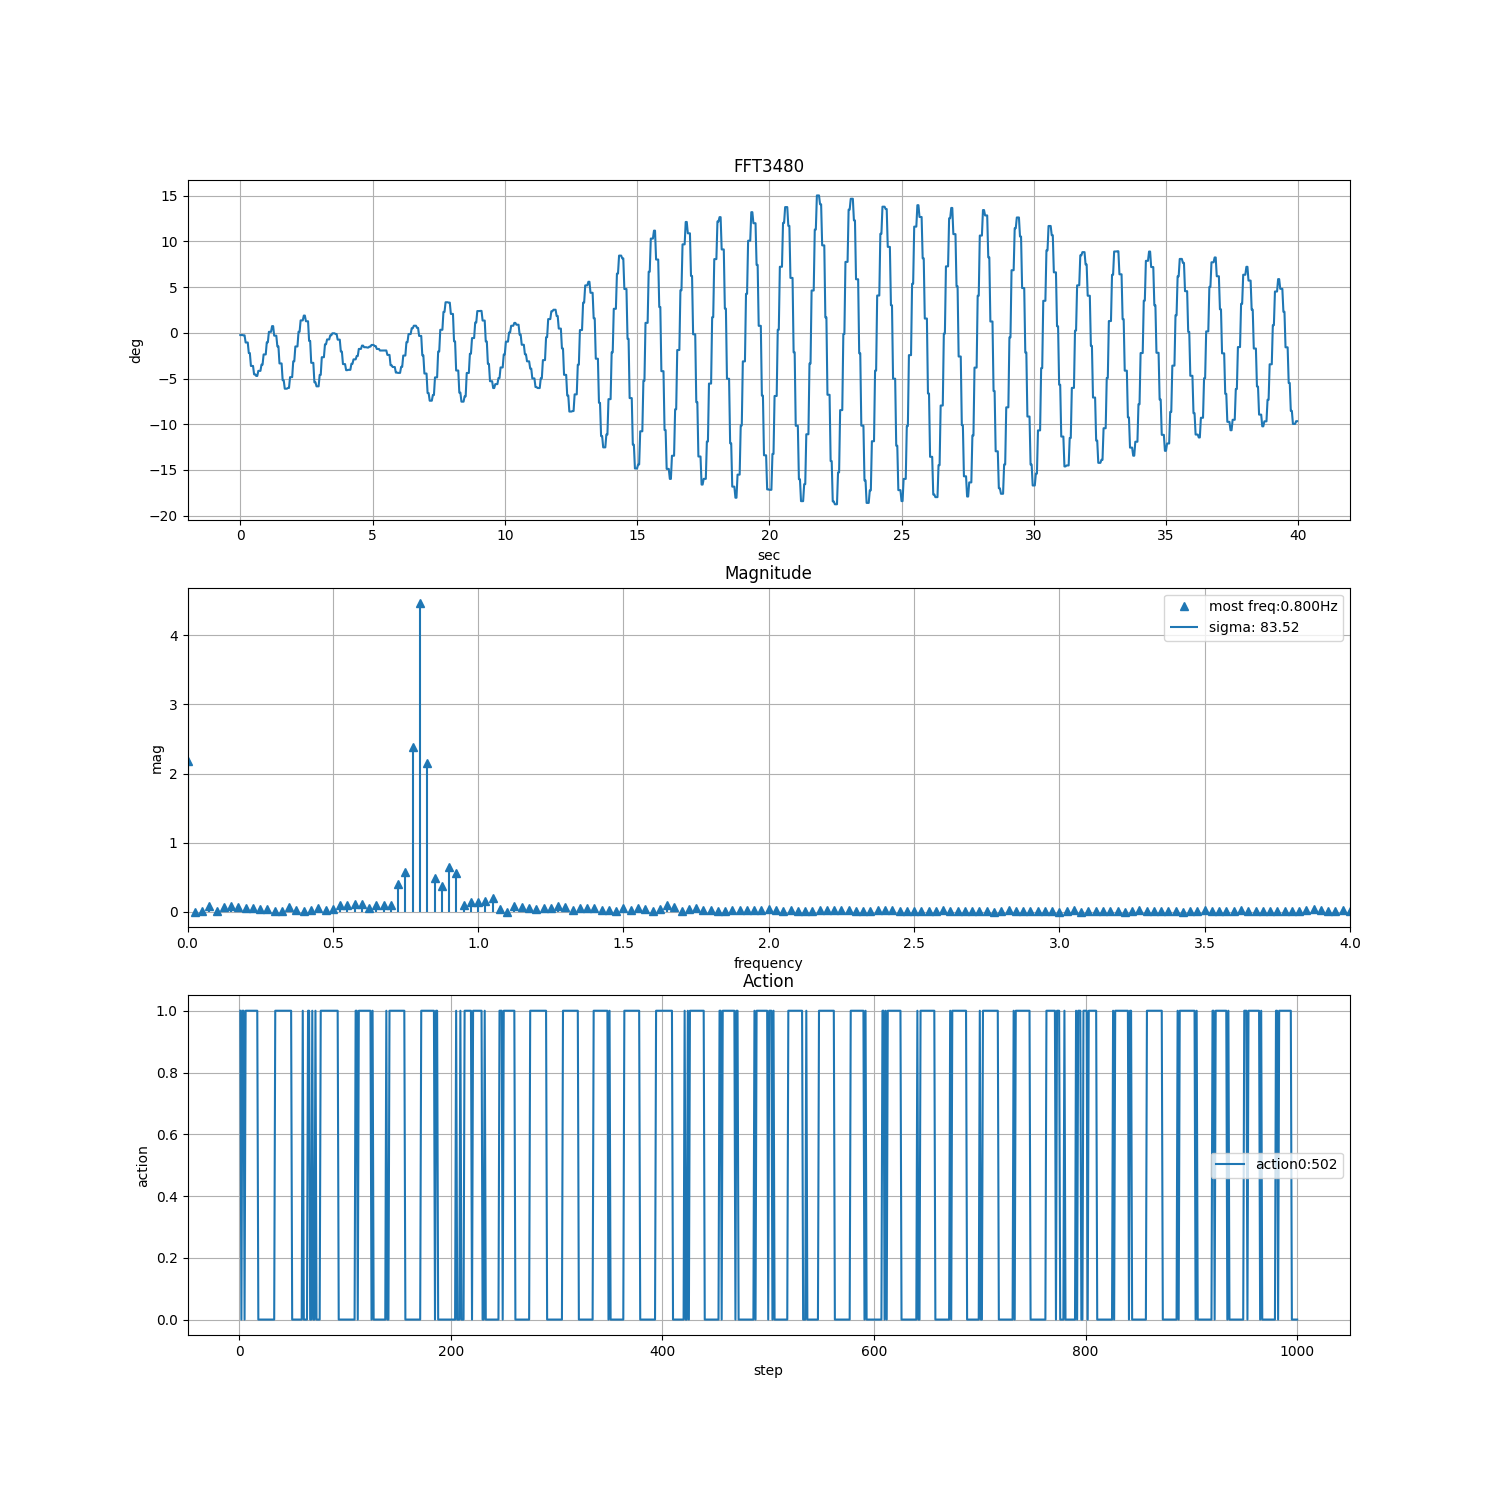 FFT3480
15
10
5
0
−5
−10
−15
−20
deg
0 5 10 15 20 25 30 35 40
sec
Magnitude
most freq:0.800Hz
sigma: 83.52
4
3
2
1
0
mag
0.0 0.5 1.0 1.5 2.0 2.5 3.0 3.5 4.0
frequency
Action
1.0
0.8
0.6
0.4
0.2
0.0
action
action0:502
0 200 400 600 800 1000
step